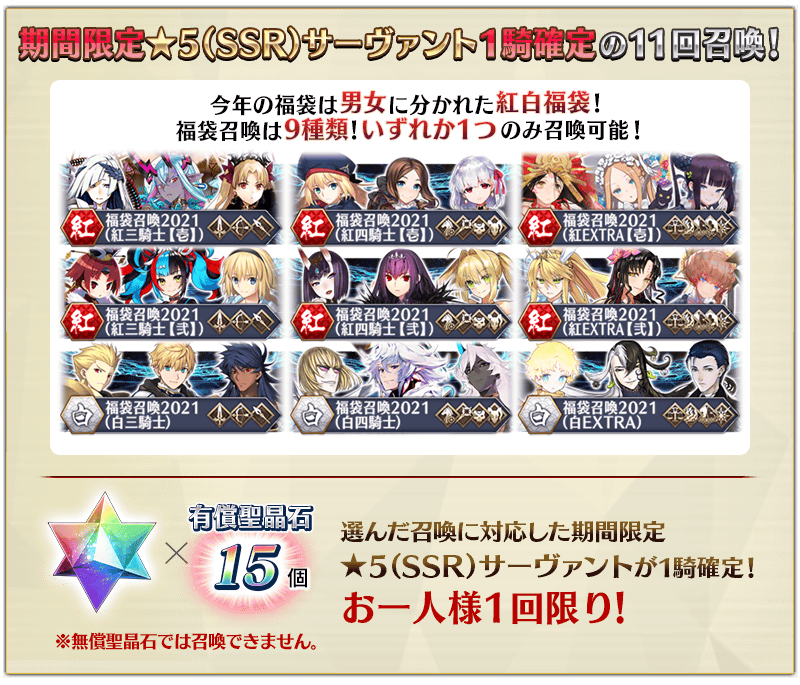 期間限定★5(SSR)サーヴァント1騎確定の11回召喚!
今年の福袋は男女に分かれた紅白福袋!
福袋召喚は9種類!いずれか1つのみ召喚可能!
紅 福袋召喚2021
(紅三騎士【壱】)
紅 福袋召喚2021
(紅四騎士【壱】)
紅 福袋召喚2021
(紅EXTRA【壱】)
紅 福袋召喚2021
(紅三騎士【弐】)
紅 福袋召喚2021
(紅四騎士【弐】)
紅 福袋召喚2021
(紅EXTRA【弐】)
白 福袋召喚2021
(白三騎士)
白 福袋召喚2021
(白四騎士)
白 福袋召喚2021
(白EXTRA)
有償聖晶石
×15個
※無償聖晶石では召喚できません。
選んだ召喚に対応した期間限定
★5(SSR)サーヴァントが1騎確定!
お一人様1回限り!